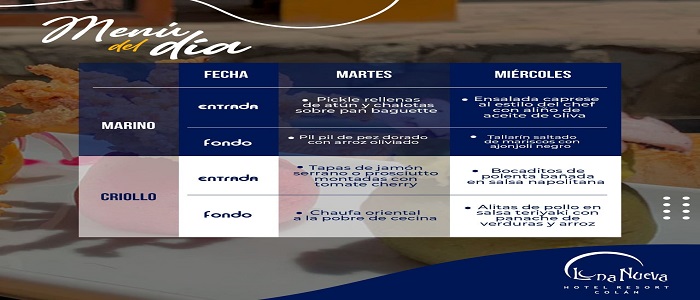 Menú
del día
FECHA MARTES MIÉRCOLES
MARINO
ENTRADA
• Pickle rellenas
de atún y chalotas
sobre pan baguette
• Ensalada caprese
al estilo del chef
con aliño de
aceite de oliva
FONDO
• Pil pil de pez dorado
con arroz oliviado
• Tallarín saltado
de mariscos con
ajonjolí negro
CRIOLLO
ENTRADA
• Tapas de jamón
serrano o prosciutto
montadas con
tomate cherry
• Bocaditos de
polenta bañada
en salsa napolitana
FONDO
• Chaufa oriental
a la pobre de cecina
• Alitas de pollo en
salsa teriyaki con
panache de
verduras y arroz
Luna Nueva
HOTEL RESORT
COLÁN